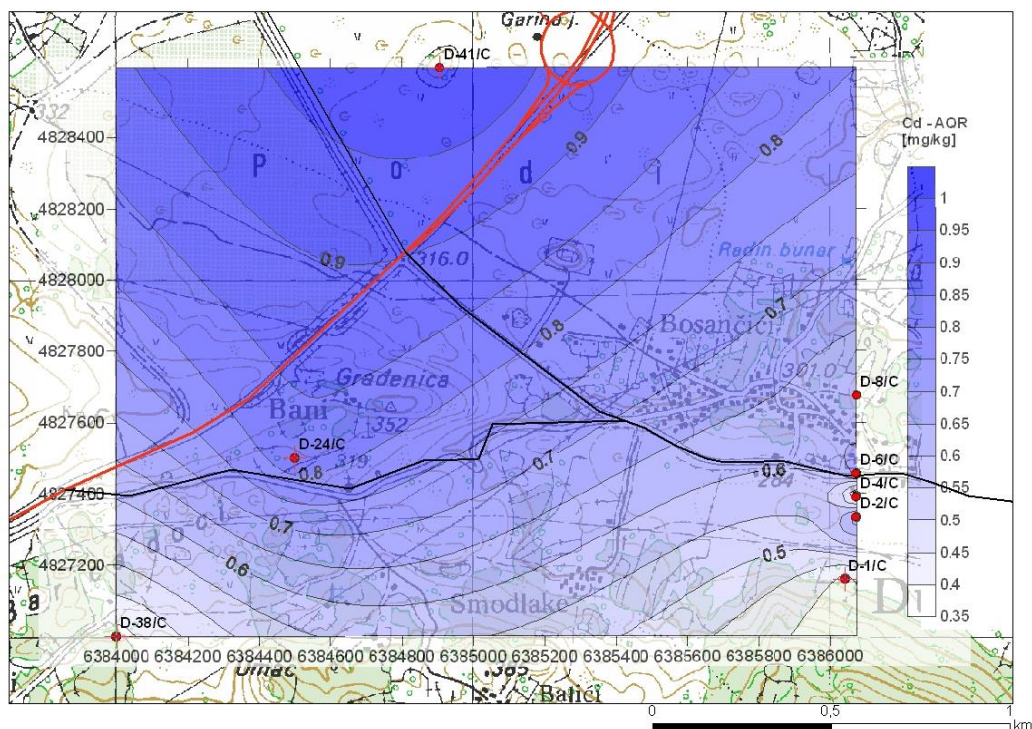 Garino j.
D-41/C
332
4828400
0.8
Cd -AOR
[mg/kg]
0.9
P o d i
1
4828200
0.95
0.9
316.0
Radin bunar
0.9
4828000
0.85
0.7
0.8
0.8
Bosančići
0.75
4827800
Gradenica
301.0
D-8/C
0.7
Bani
352
0.65
4827600
D-24/C
319
0.7
D-6/C
0.6
0.8
0.6
284
D-4/C
0.55
4827400
D-2/C
0.7
0.5
0.5
0.45
0.6
D-1/C
4827200
0.4
Smodlake
D
0.35
D-38/C
6384000 6384200 6384400 6384600 6384800 6385000 6385200 6385400 6385600 6385800 6386000
Umac
385
Balići
0 0,5 1
km